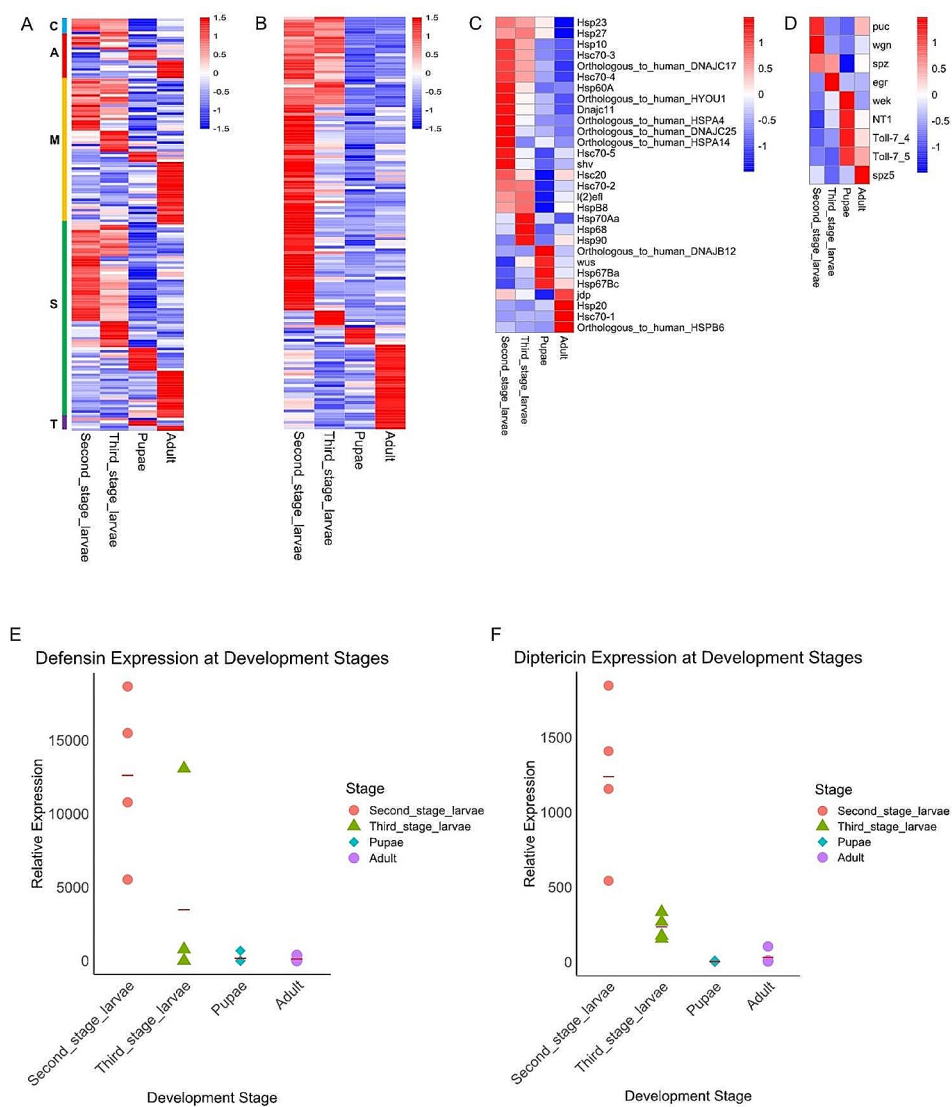 A
C
A
M
S
T
1.5
1
0.5
0
-0.5
-1
-1.5
Second_stage_larvae
Third_stage_larvae
Pupae
Adult
B
1.5
1
0.5
0
-0.5
-1
-1.5
Second_stage_larvae
Third_stage_larvae
Pupae
Adult
C
Hsp23
Hsp27
Hsp10
Hsc70-3
Orthologous_to_human_DNAJC17
Hsc70-4
Hsp60A
Orthologous_to_human_HYOU1
Dnajc11
Orthologous_to_human_HSPA4
Orthologous_to_human_DNAJC25
Orthologous_to_human_HSPA14
Hsc70-5
shv
Hsc20
Hsc70-2
l(2)efl
HspB8
Hsp70Aa
Hsp68
Hsp90
Orthologous_to_human_DNAJB12
wus
Hsp67Ba
Hsp67Bc
jdp
Hsp20
Hsc70-1
Orthologous_to_human_HSPB6
1
0.5
0
-0.5
-1
Second_stage_larvae
Third_stage_larvae
Pupae
Adult
D
puc
wgn
spz
egr
wek
NT1
Toll-7_4
Toll-7_5
spz5
1
0.5
0
-0.5
-1
Second_stage_larvae
Third_stage_larvae
Pupae
Adult
E
Defensin Expression at Development Stages
Relative Expression
15000
10000
5000
0
Second_stage_larvae
Third_stage_larvae
Pupae
Adult
Development Stage
Stage
Second_stage_larvae
Third_stage_larvae
Pupae
Adult
F
Diptericin Expression at Development Stages
Relative Expression
1500
1000
500
0
Second_stage_larvae
Third_stage_larvae
Pupae
Adult
Development Stage
Stage
Second_stage_larvae
Third_stage_larvae
Pupae
Adult